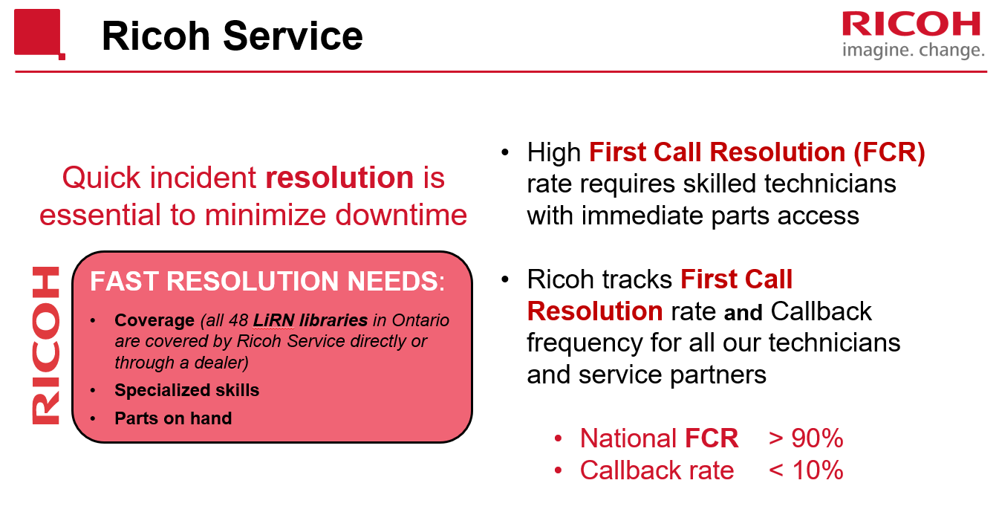 Ricoh Service
RICOH
imagine. change.
Quick incident resolution is
essential to minimize downtime
RICOH
FAST RESOLUTION NEEDS:
• Coverage (all 48 LiRN libraries in Ontario
are covered by Ricoh Service directly or
through a dealer)
• Specialized skills
• Parts on hand
• High First Call Resolution (FCR)
rate requires skilled technicians
with immediate parts access
• Ricoh tracks First Call
Resolution rate and Callback
frequency for all our technicians
and service partners
• National FCR > 90%
• Callback rate < 10%